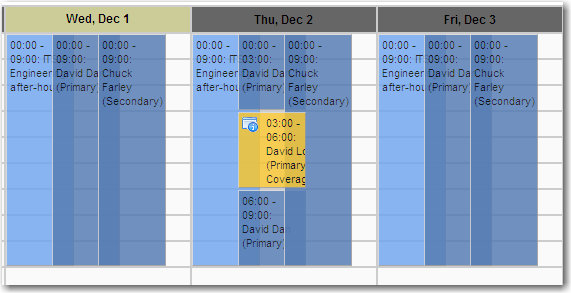 Wed, Dec 1
00:00 -
09:00: IT
Engineer
after-hou
00:00 -
09:00:
David Da
(Primary)
00:00 -
09:00:
Chuck
Farley
(Secondary)
Thu, Dec 2
00:00 -
09:00: IT
Engineer
after-hou
00:00 -
03:00:
David Da
(Primary)
00:00 -
09:00:
Chuck
Farley
(Secondary)
03:00 -
06:00:
David Lo
(Primary
Coverag
06:00 -
09:00:
David Da
(Primary)
Fri, Dec 3
00:00 -
09:00: IT
Engineer
after-hou
00:00 -
09:00:
David Da
(Primary)
00:00 -
09:00:
Chuck
Farley
(Secondary)